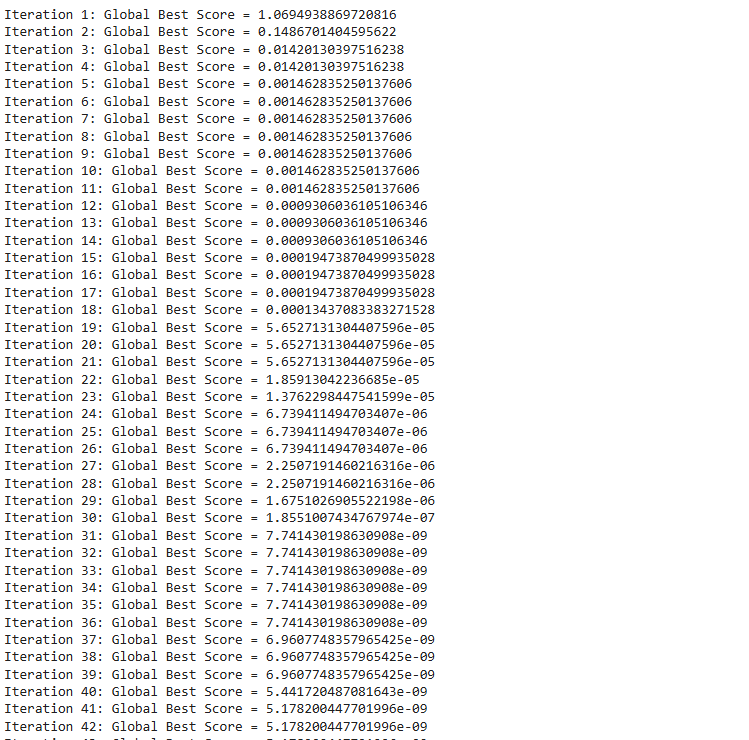 Iteration 1: Global Best Score = 1.0694938869720816
Iteration 2: Global Best Score = 0.1486701404595622
Iteration 3: Global Best Score = 0.01420130397516238
Iteration 4: Global Best Score = 0.01420130397516238
Iteration 5: Global Best Score = 0.001462835250137606
Iteration 6: Global Best Score = 0.001462835250137606
Iteration 7: Global Best Score = 0.001462835250137606
Iteration 8: Global Best Score = 0.001462835250137606
Iteration 9: Global Best Score = 0.001462835250137606
Iteration 10: Global Best Score = 0.001462835250137606
Iteration 11: Global Best Score = 0.001462835250137606
Iteration 12: Global Best Score = 0.0009306036105106346
Iteration 13: Global Best Score = 0.0009306036105106346
Iteration 14: Global Best Score = 0.0009306036105106346
Iteration 15: Global Best Score = 0.00019473870499935028
Iteration 16: Global Best Score = 0.00019473870499935028
Iteration 17: Global Best Score = 0.00019473870499935028
Iteration 18: Global Best Score = 0.00013437083383271528
Iteration 19: Global Best Score = 5.6527131304407596e-05
Iteration 20: Global Best Score = 5.6527131304407596e-05
Iteration 21: Global Best Score = 5.6527131304407596e-05
Iteration 22: Global Best Score = 1.85913042236685e-05
Iteration 23: Global Best Score = 1.3762298447541599e-05
Iteration 24: Global Best Score = 6.739411494703407e-06
Iteration 25: Global Best Score = 6.739411494703407e-06
Iteration 26: Global Best Score = 6.739411494703407e-06
Iteration 27: Global Best Score = 2.2507191460216316e-06
Iteration 28: Global Best Score = 2.2507191460216316e-06
Iteration 29: Global Best Score = 1.6751026905522198e-06
Iteration 30: Global Best Score = 1.8551007434767974e-07
Iteration 31: Global Best Score = 7.741430198630908e-09
Iteration 32: Global Best Score = 7.741430198630908e-09
Iteration 33: Global Best Score = 7.741430198630908e-09
Iteration 34: Global Best Score = 7.741430198630908e-09
Iteration 35: Global Best Score = 7.741430198630908e-09
Iteration 36: Global Best Score = 7.741430198630908e-09
Iteration 37: Global Best Score = 6.9607748357965425e-09
Iteration 38: Global Best Score = 6.9607748357965425e-09
Iteration 39: Global Best Score = 6.9607748357965425e-09
Iteration 40: Global Best Score = 5.441720487081643e-09
Iteration 41: Global Best Score = 5.178200447701996e-09
Iteration 42: Global Best Score = 5.178200447701996e-09